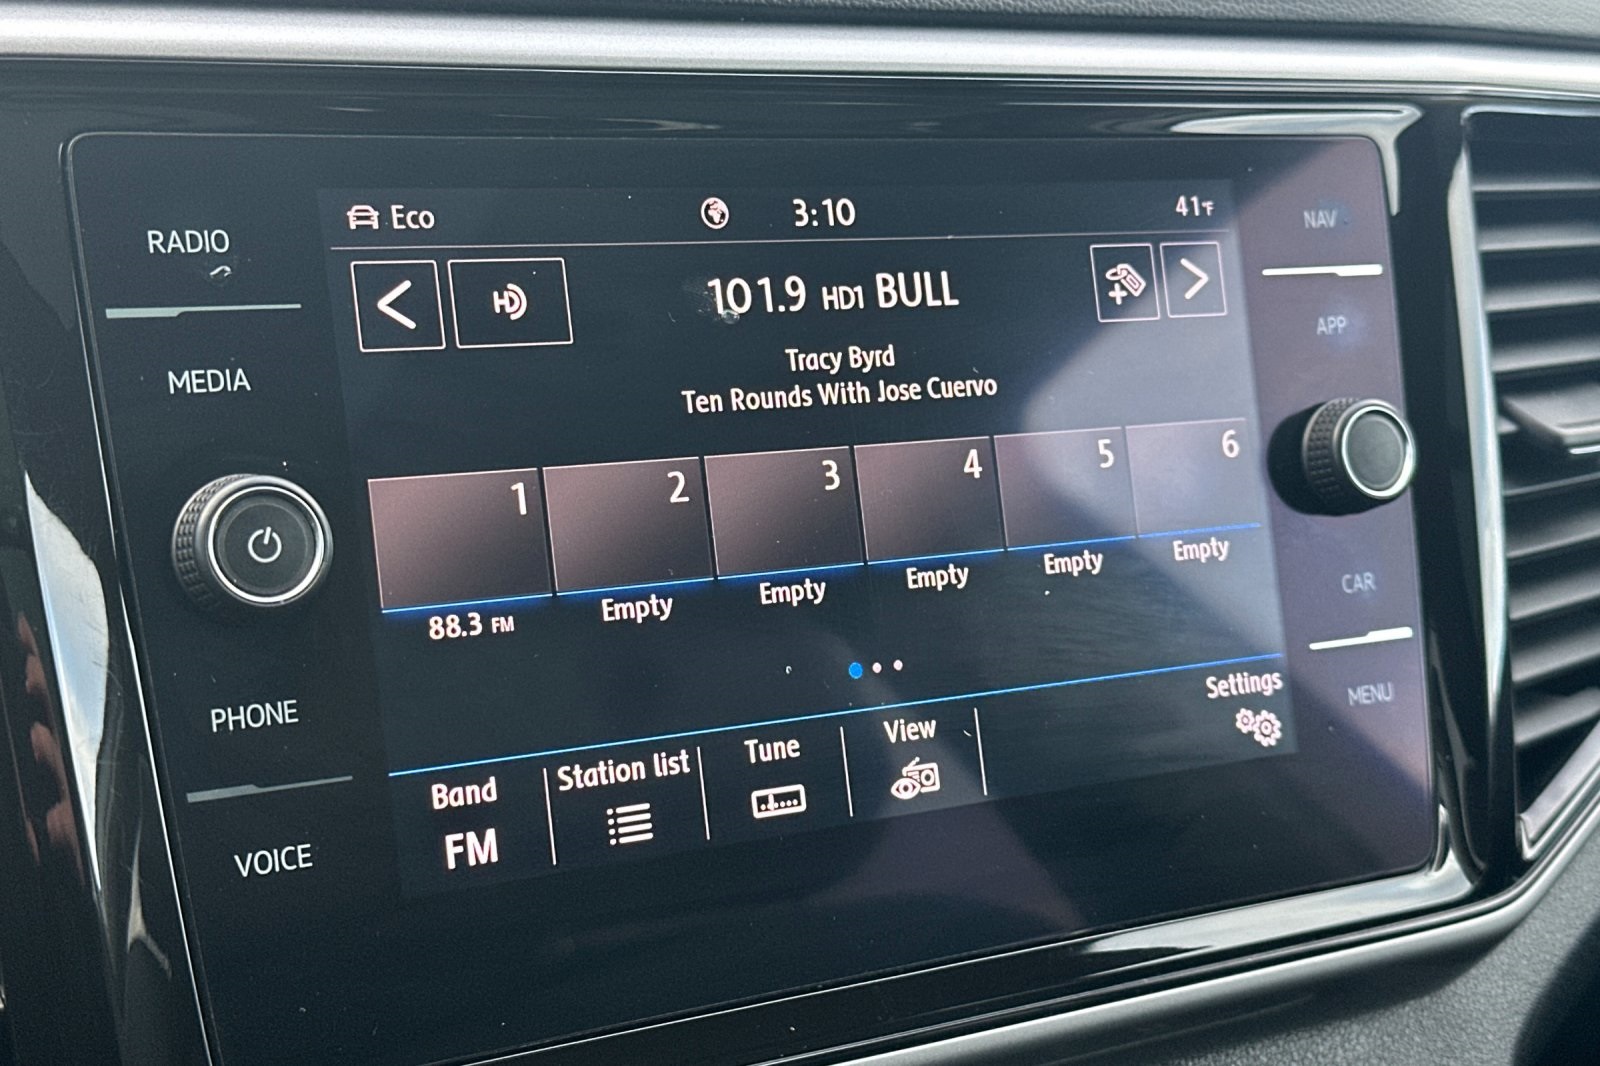 RADIO
MEDIA
PHONE
VOICE
Eco
3:10
41°F
HD
101.9 HD1 BULL
Tracy Byrd
Ten Rounds With Jose Cuervo
1 2 3 4 5 6
88.3 FM Empty Empty Empty Empty Empty
Band Station list Tune View Settings
FM
NAV
APP
CAR
MENU